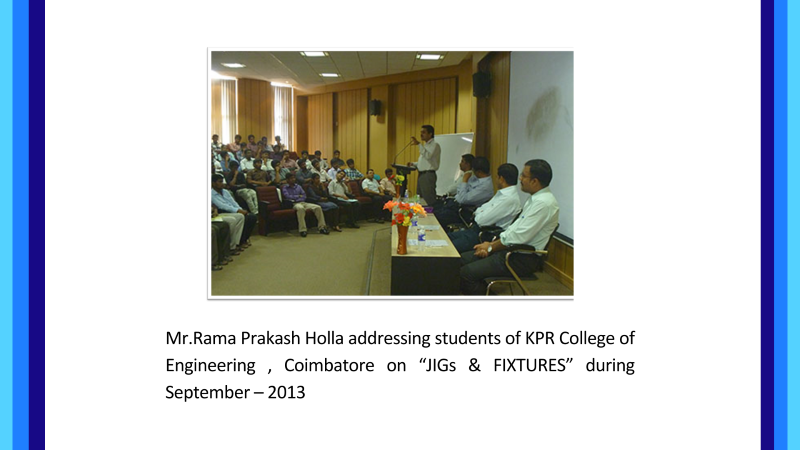 Mr.Rama Prakash Holla addressing students of KPR College of
Engineering , Coimbatore on “JIGs & FIXTURES” during
September – 2013